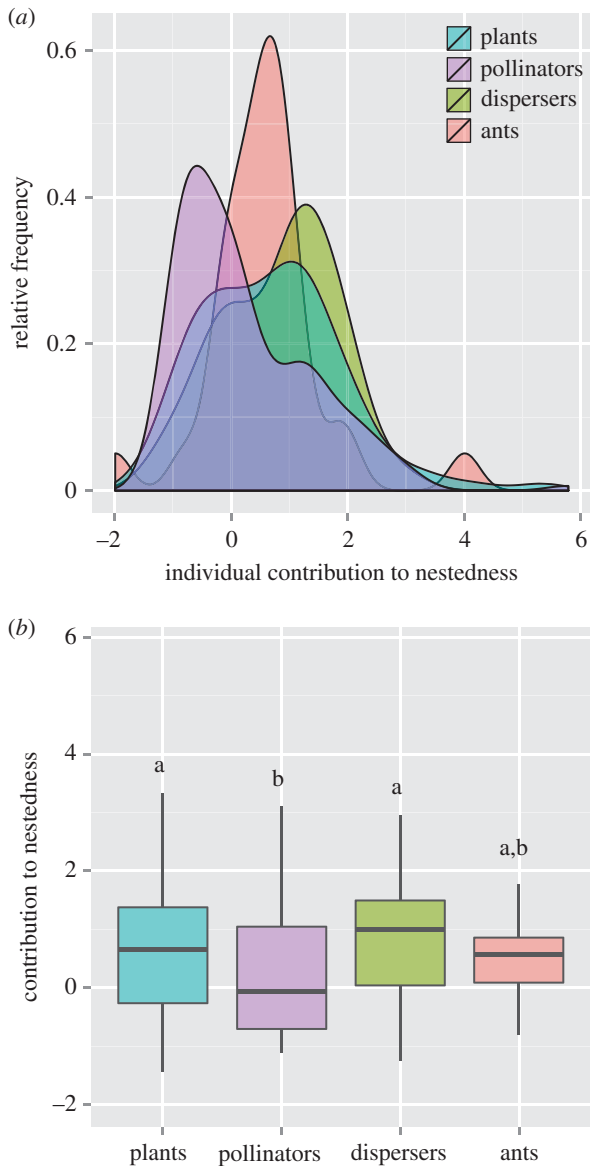 (a)
0.6
0.4
0.2
0
relative frequency
plants
pollinators
dispersers
ants
–2 0 2 4 6
individual contribution to nestedness
(b)
6
4
2
0
–2
contribution to nestedness
a b a a,b
plants pollinators dispersers ants